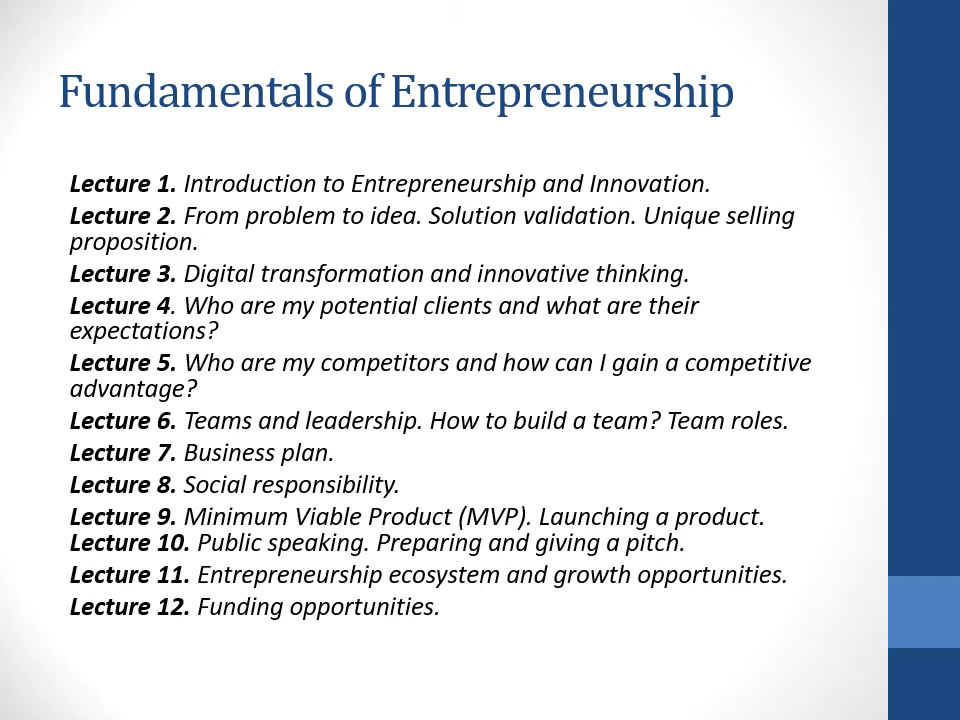 Fundamentals of Entrepreneurship
Lecture 1. Introduction to Entrepreneurship and Innovation.
Lecture 2. From problem to idea. Solution validation. Unique selling
proposition.
Lecture 3. Digital transformation and innovative thinking.
Lecture 4. Who are my potential clients and what are their
expectations?
Lecture 5. Who are my competitors and how can I gain a competitive
advantage?
Lecture 6. Teams and leadership. How to build a team? Team roles.
Lecture 7. Business plan.
Lecture 8. Social responsibility.
Lecture 9. Minimum Viable Product (MVP). Launching a product.
Lecture 10. Public speaking. Preparing and giving a pitch.
Lecture 11. Entrepreneurship ecosystem and growth opportunities.
Lecture 12. Funding opportunities.